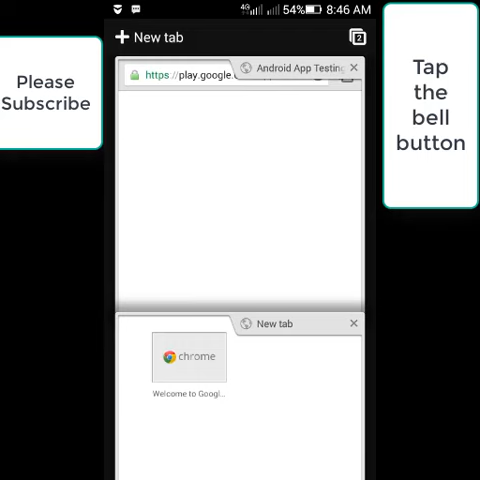 4G 54% 8:46 AM
New tab
2
Android App Testing
https://play.google.
New tab
chrome
Welcome to Googl...
Please
Subscribe
Tap
the
bell
button